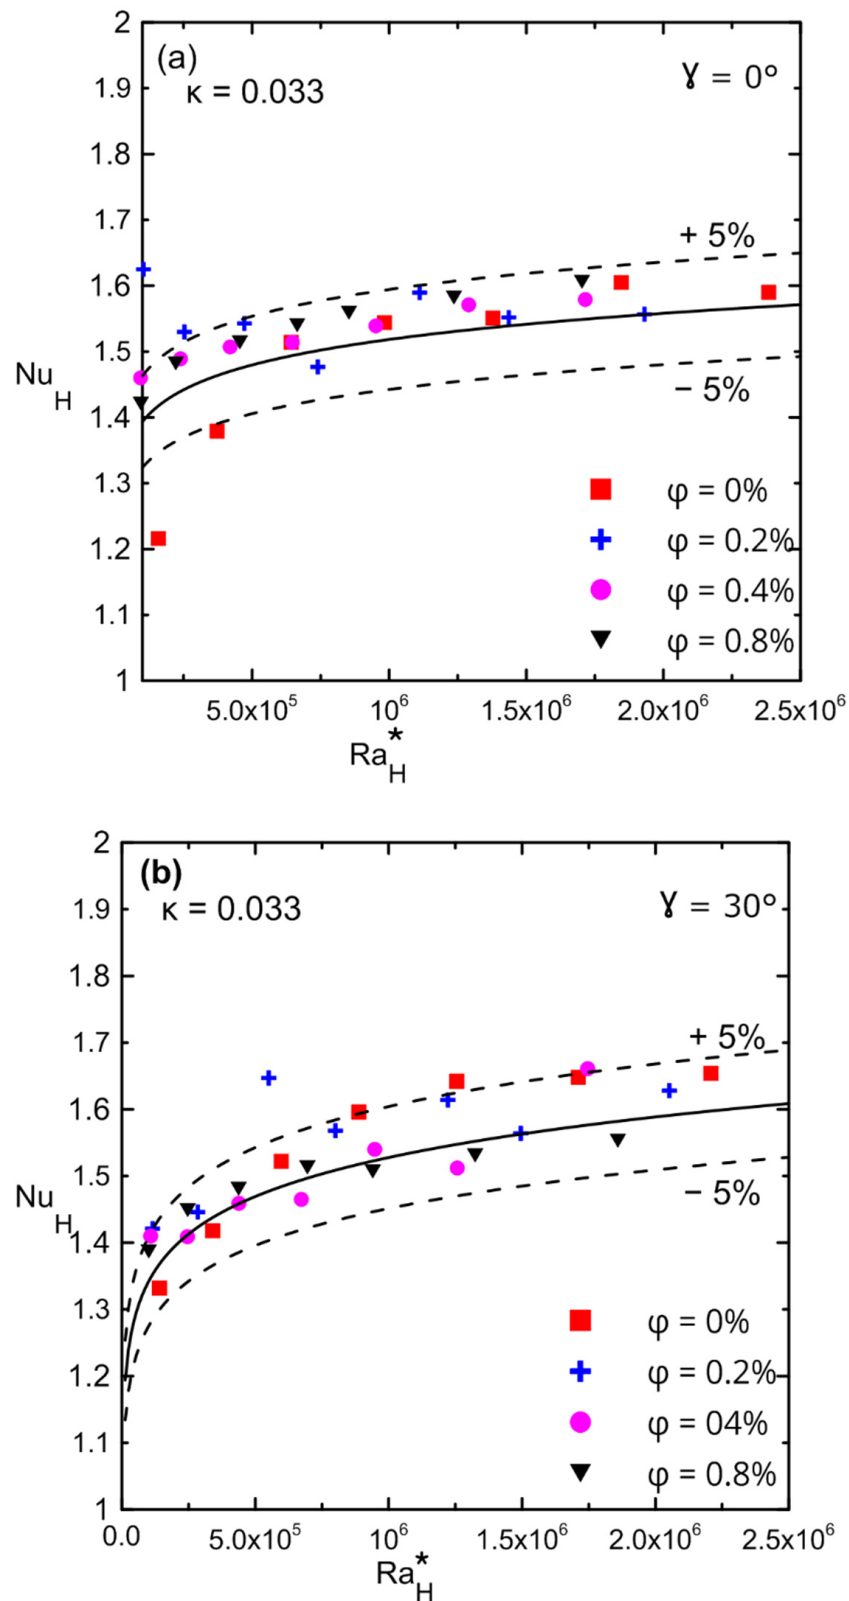 2
(a)
κ = 0.033
Ɣ = 0°
1.9
1.8
1.7
+ 5%
1.6
1.5
Nu_H
− 5%
1.4
1.3
φ = 0%
1.2
φ = 0.2%
φ = 0.4%
1.1
φ = 0.8%
1
5.0x10⁵
10⁶
1.5x10⁶
2.0x10⁶
2.5x10⁶
Ra*_H
2
(b)
κ = 0.033
Ɣ = 30°
1.9
1.8
1.7
+ 5%
1.6
1.5
Nu_H
− 5%
1.4
1.3
φ = 0%
1.2
φ = 0.2%
φ = 04%
1.1
φ = 0.8%
1
0.0
5.0x10⁵
10⁶
1.5x10⁶
2.0x10⁶
2.5x10⁶
Ra*_H